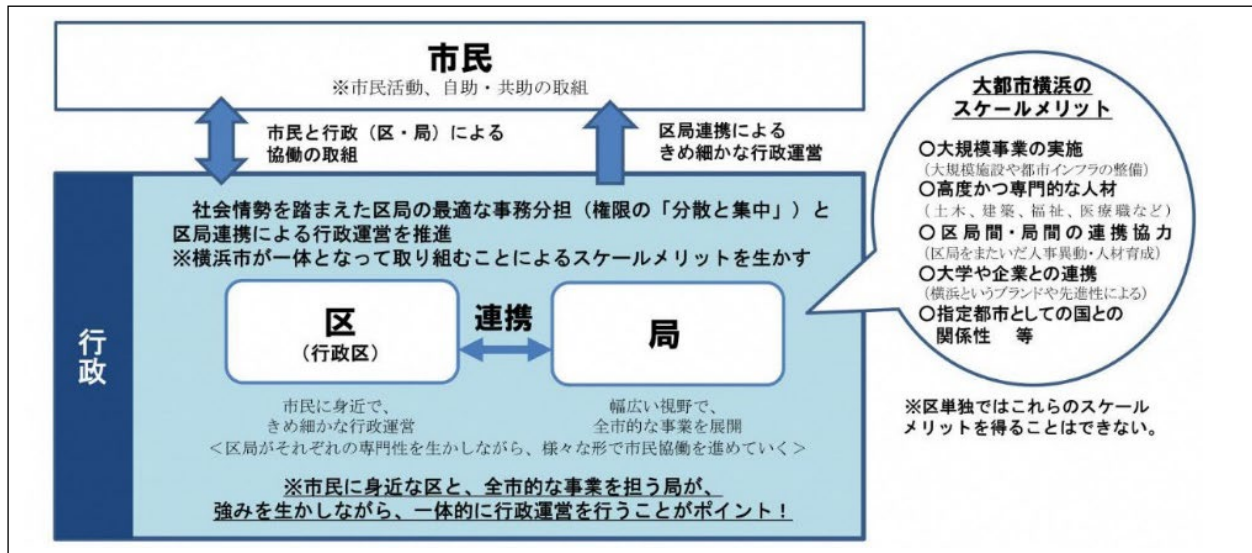 市民
※市民活動、自助・共助の取組
市民と行政（区・局）による
協働の取組
区局連携による
きめ細かな行政運営
行政
社会情勢を踏まえた区局の最適な事務分担（権限の「分散と集中」）と
区局連携による行政運営を推進
※横浜市が一体となって取り組むことによるスケールメリットを生かす
区
（行政区）
連携
局
市民に身近で、
きめ細かな行政運営
幅広い視野で、
全市的な事業を展開
＜区局がそれぞれの専門性を生かしながら、様々な形で市民協働を進めていく＞
※市民に身近な区と、全市的な事業を担う局が、
強みを生かしながら、一体的に行政運営を行うことがポイント！
大都市横浜の
スケールメリット
○大規模事業の実施
（大規模施設や都市インフラの整備）
○高度かつ専門的な人材
（土木、建築、福祉、医療職など）
○区局間・局間の連携協力
（区局をまたいだ人事異動・人材育成）
○大学や企業との連携
（横浜というブランドや先進性による）
○指定都市としての国との
関係性　等
※区単独ではこれらのスケール
メリットを得ることはできない。